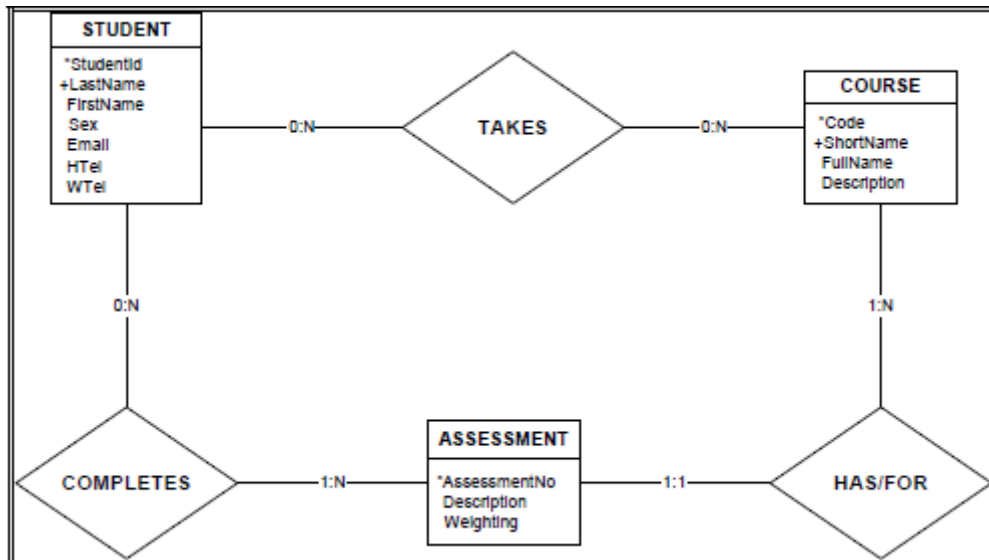 STUDENT
*StudentId
+LastName
FirstName
Sex
Email
HTel
WTel
0:N
TAKES
0:N
COURSE
*Code
+ShortName
FullName
Description
0:N
1:N
COMPLETES
1:N
ASSESSMENT
*AssessmentNo
Description
Weighting
1:1
HAS/FOR